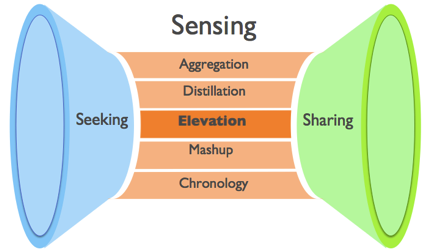 Sensing
Aggregation
Distillation
Seeking
Elevation
Sharing
Mashup
Chronology